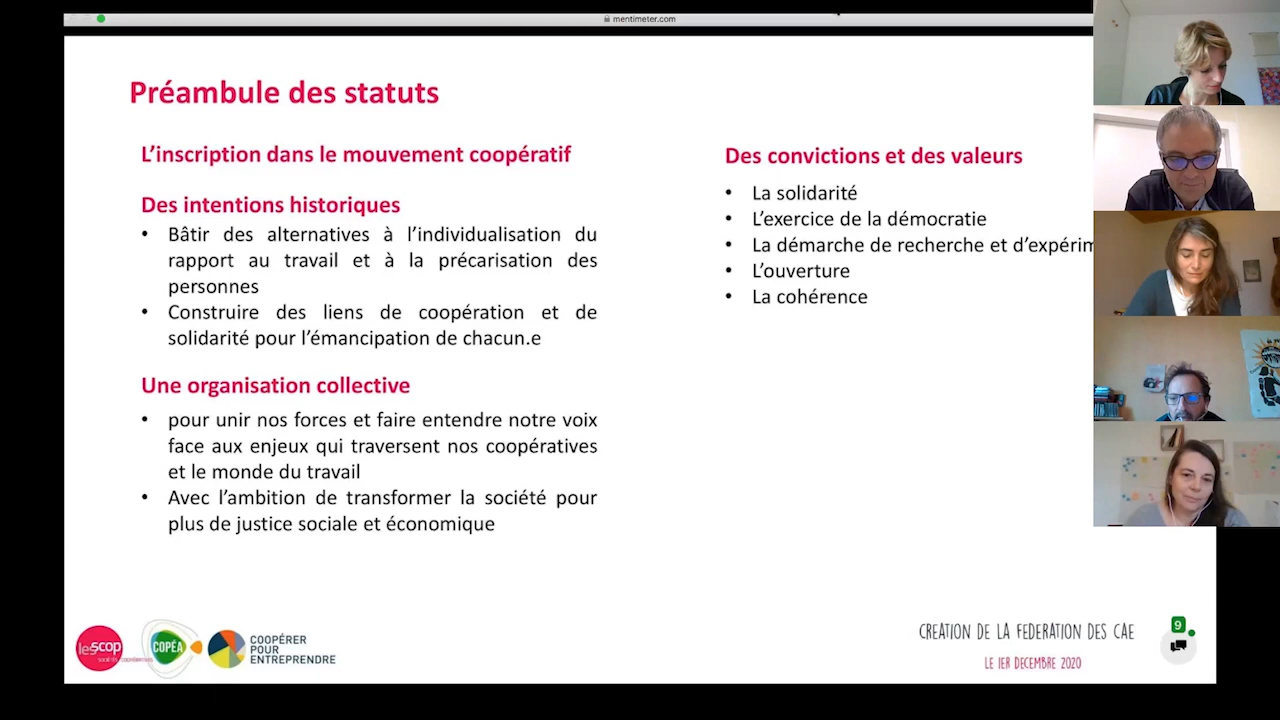 mentimeter.com
Préambule des statuts
L'inscription dans le mouvement coopératif
Des intentions historiques
• Bâtir des alternatives à l'individualisation du
rapport au travail et à la précarisation des
personnes
• Construire des liens de coopération et de
solidarité pour l'émancipation de chacun.e
Une organisation collective
• pour unir nos forces et faire entendre notre voix
face aux enjeux qui traversent nos coopératives
et le monde du travail
• Avec l'ambition de transformer la société pour
plus de justice sociale et économique
Des convictions et des valeurs
• La solidarité
• L'exercice de la démocratie
• La démarche de recherche et d'expérim
• L'ouverture
• La cohérence
lesscop
COPÉA
COOPÉRER
POUR
ENTREPRENDRE
CREATION DE LA FEDERATION DES CAE
LE 1ER DECEMBRE 2020
9